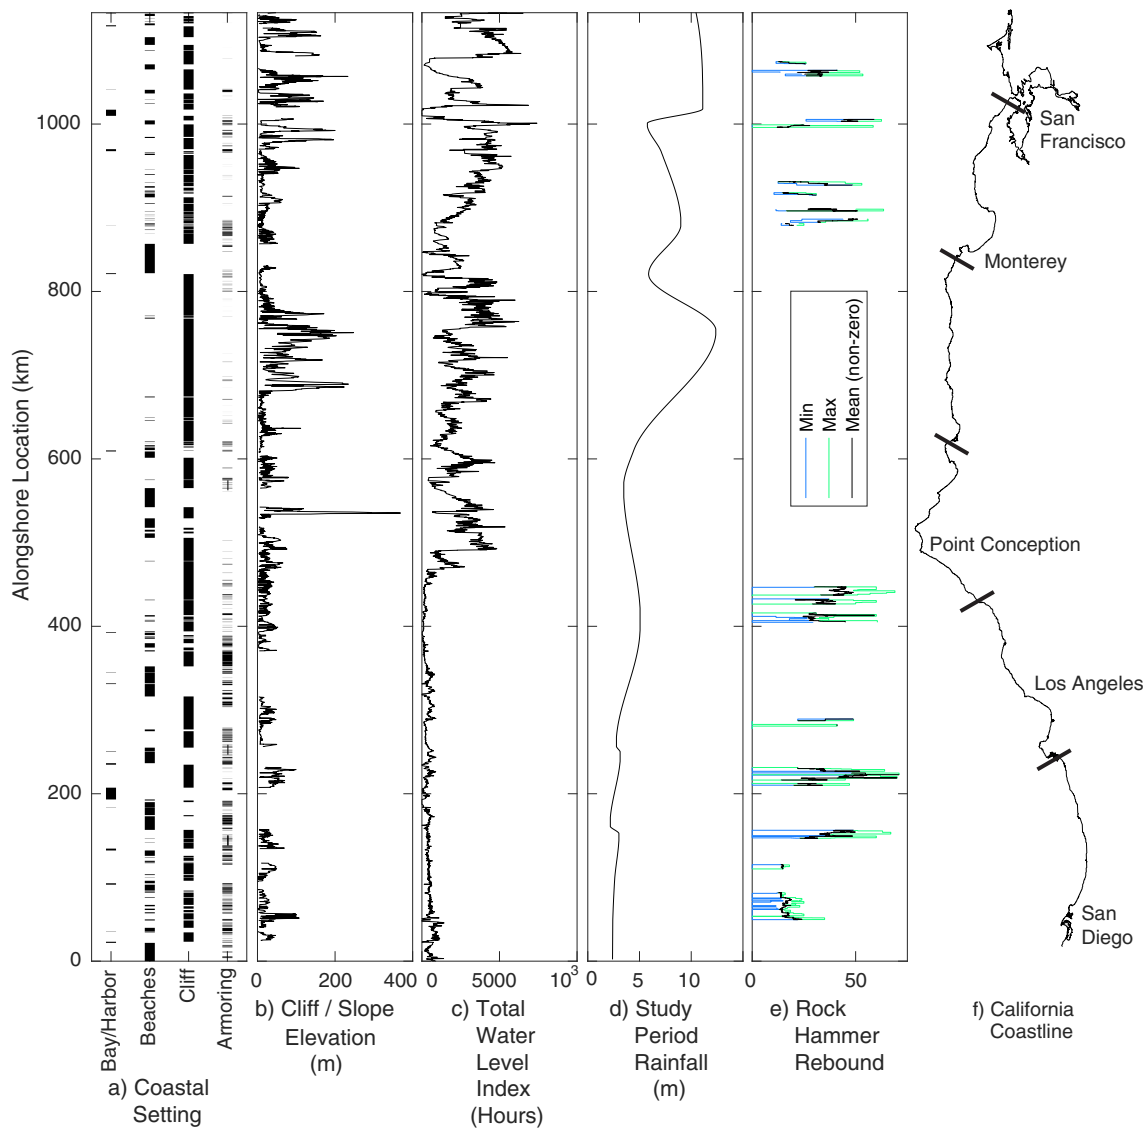 Alongshore Location (km)
1000
800
600
400
200
0
Bay/Harbor
Beaches
Cliff
Armoring
a) Coastal
Setting
0
200
400
b) Cliff / Slope
Elevation
(m)
0
5000
10³
c) Total
Water
Level
Index
(Hours)
0
5
10
d) Study
Period
Rainfall
(m)
Min
Max
Mean (non-zero)
0
50
e) Rock
Hammer
Rebound
San
Francisco
Monterey
Point Conception
Los Angeles
San
Diego
f) California
Coastline